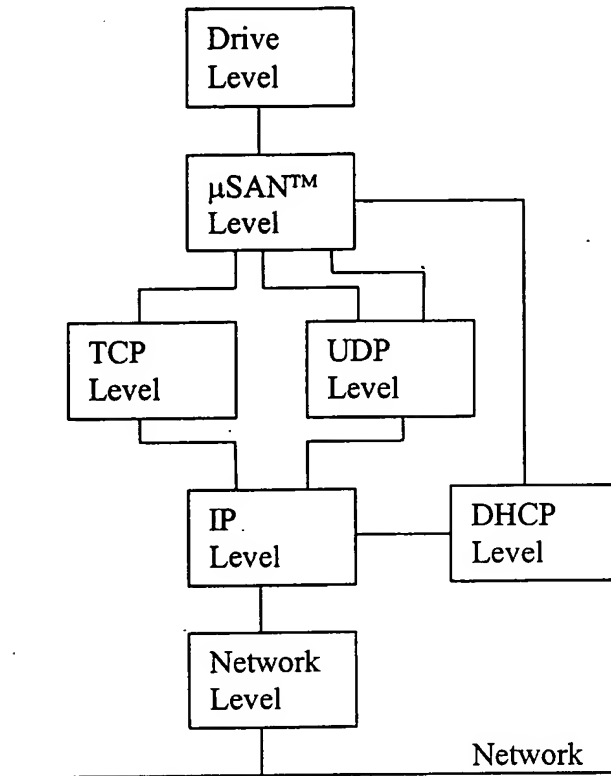 Drive
Level
µSAN™
Level
TCP
Level
UDP
Level
IP
Level
DHCP
Level
Network
Level
Network